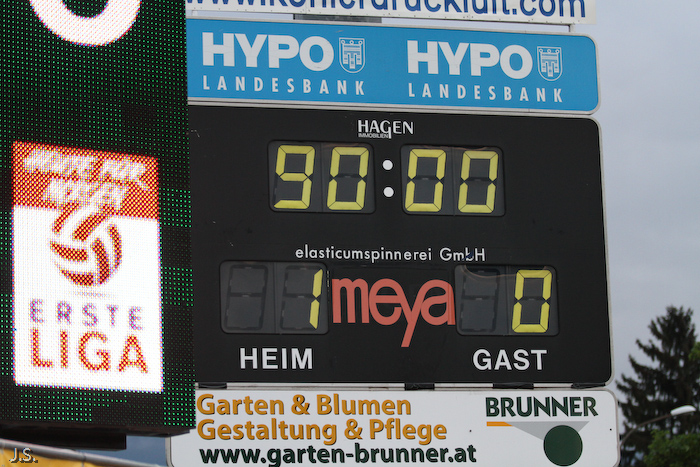 HYPO HYPO
LANDESBANK LANDESBANK
HAGEN
IMMOBILIEN
90:00
elasticumspinnerei GmbH
1 meya 0
HEIM GAST
ERSTE
LIGA
Garten & Blumen
Gestaltung & Pflege
www.garten-brunner.at
BRUNNER
J.S.